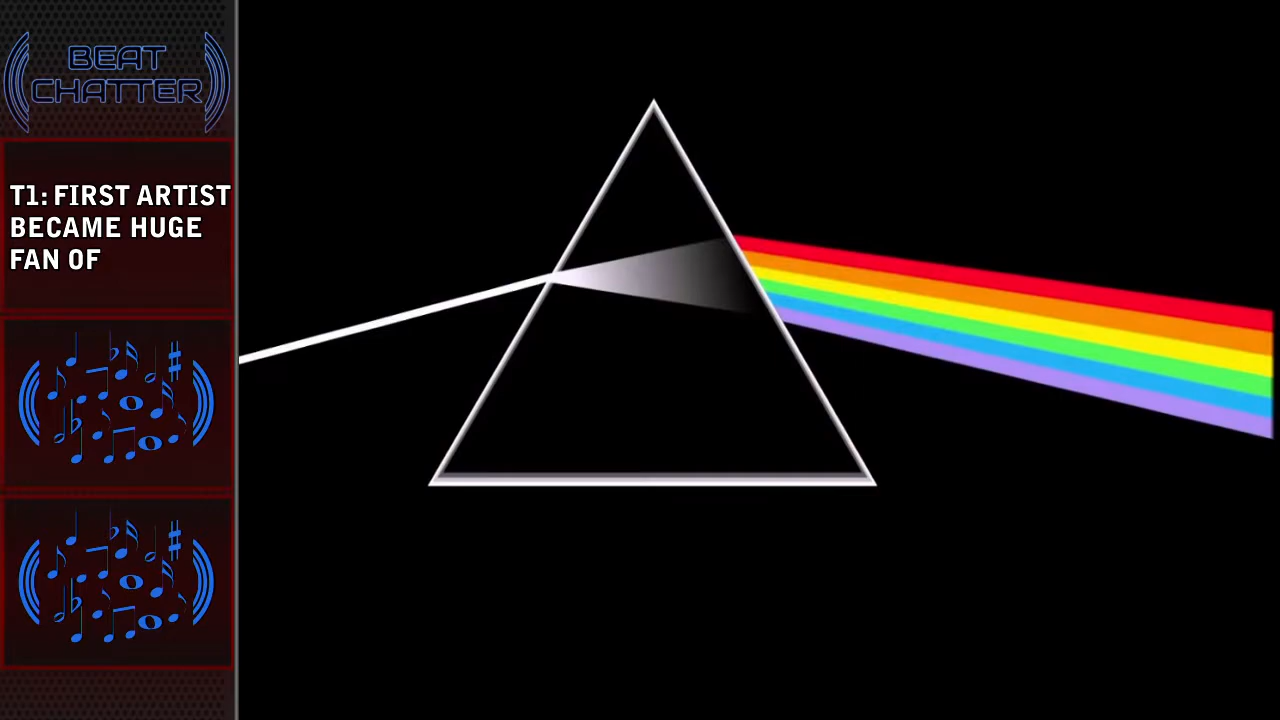 BEAT
CHATTER
T1: FIRST ARTIST
BECAME HUGE
FAN OF